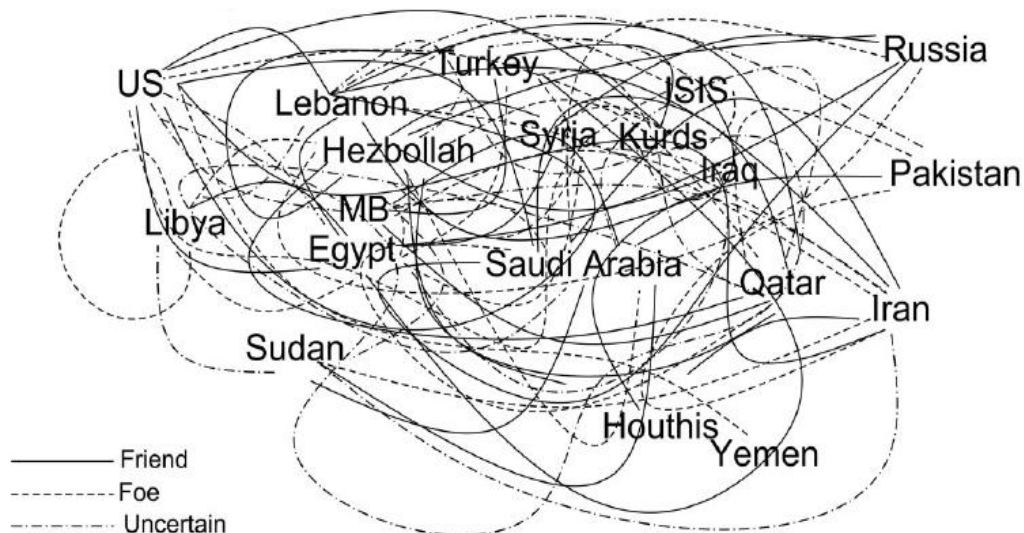 Russia
Turkey
US
ISIS
Lebanon
Syria
Kurds
Hezbollah
Iraq
Pakistan
MB
Libya
Egypt
Saudi Arabia
Qatar
Iran
Sudan
Houthis
Yemen
Friend
Foe
Uncertain